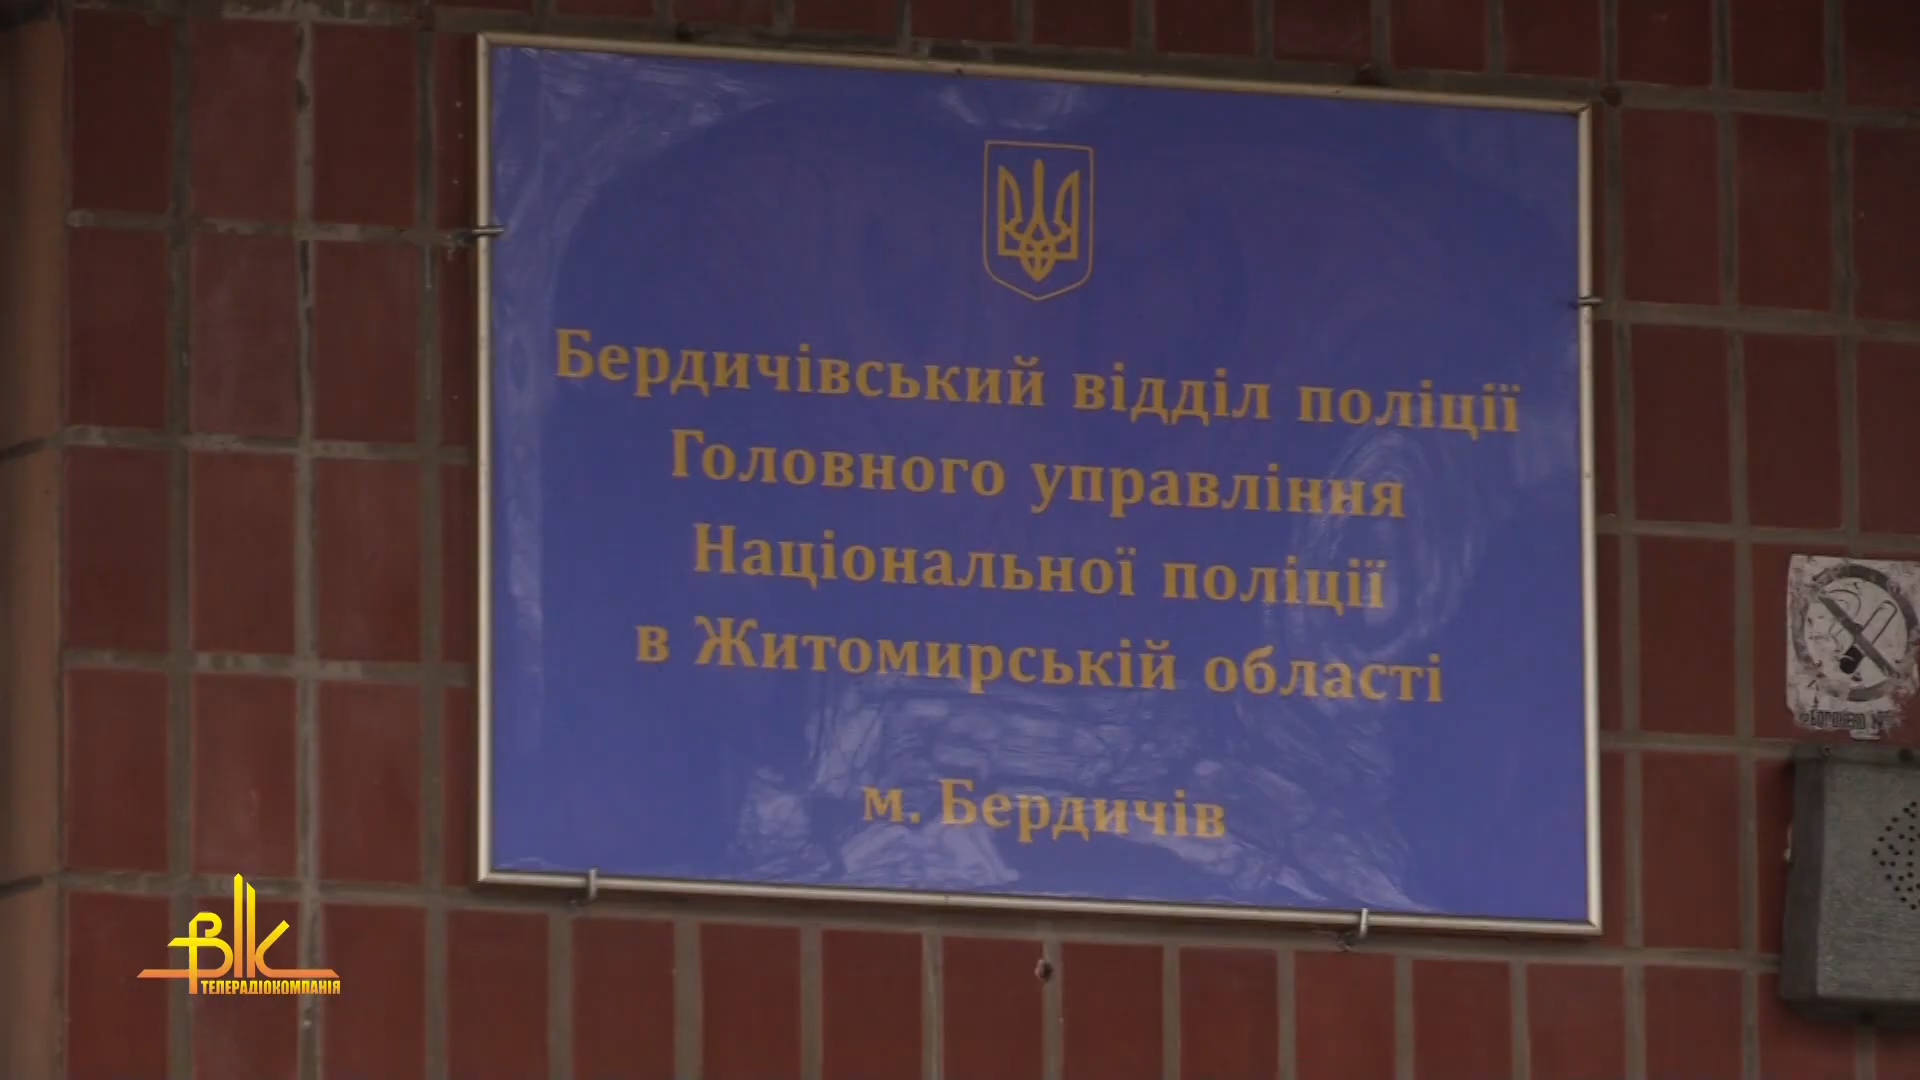 Бердичівський відділ поліції
Головного управління
Національної поліції
в Житомирській області
м. Бердичів
ВІК
ТЕЛЕРАДІОКОМПАНІЯ